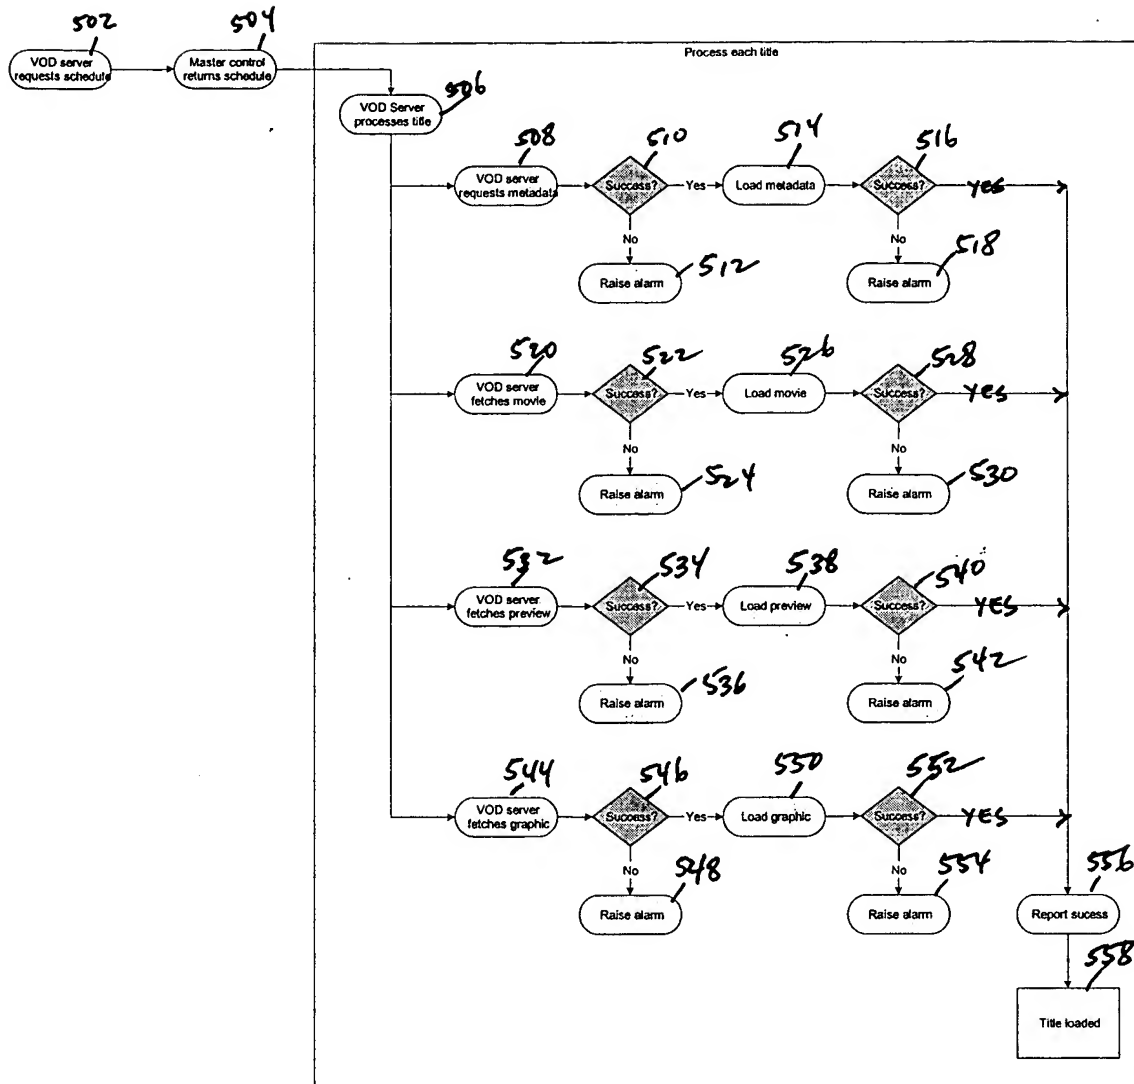 502
504
VOD server
requests schedule
Master control
returns schedule
Process each title
506
VOD Server
processes title
508
510
514
516
VOD server
requests metadata
Success?
Yes
Load metadata
Success?
YES
No
No
512
518
Raise alarm
Raise alarm
520
522
526
528
VOD server
fetches movie
Success?
Yes
Load movie
Success?
YES
No
No
524
530
Raise alarm
Raise alarm
532
534
538
540
VOD server
fetches preview
Success?
Yes
Load preview
Success?
YES
No
No
536
542
Raise alarm
Raise alarm
544
546
550
552
VOD server
fetches graphic
Success?
Yes
Load graphic
Success?
YES
No
No
548
554
556
Raise alarm
Raise alarm
Report sucess
558
Title loaded